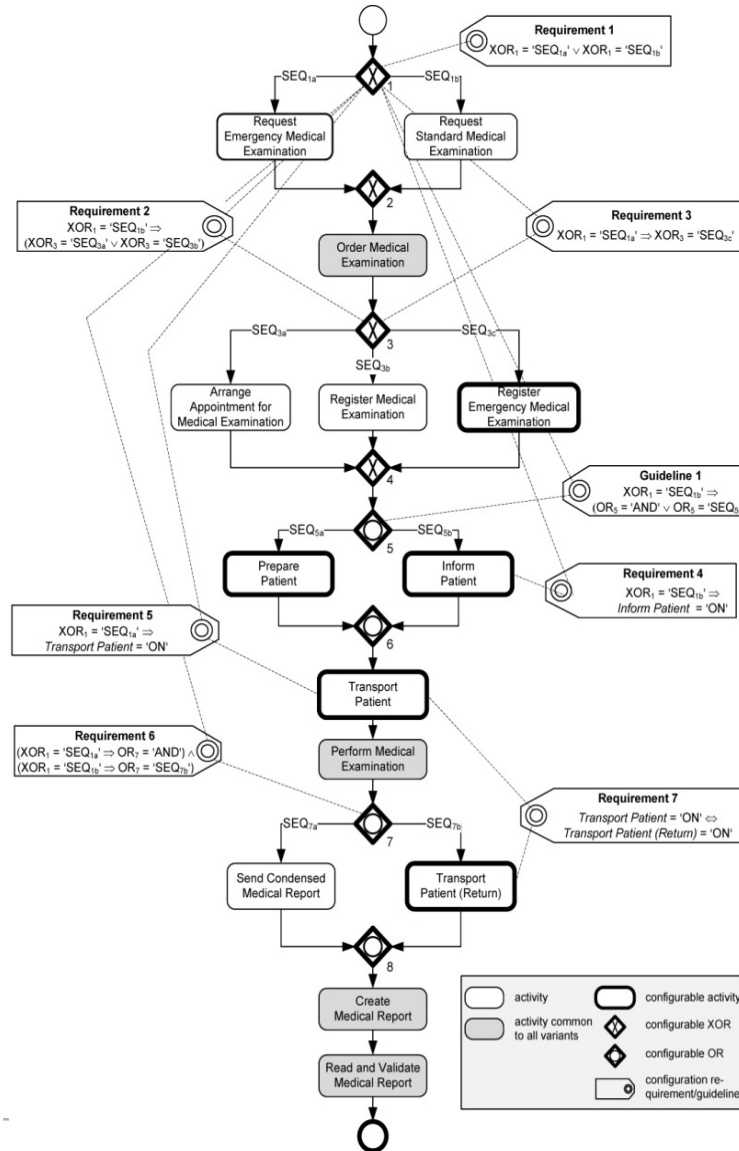 Requirement 1
XOR₁ = 'SEQ₁ₐ' ∨ XOR₁ = 'SEQ₁b'
SEQ₁ₐ
SEQ₁b
1
Request
Emergency Medical
Examination
Request
Standard Medical
Examination
2
Requirement 2
XOR₁ = 'SEQ₁b' ⇒
(XOR₃ = 'SEQ₃ₐ' ∨ XOR₃ = 'SEQ₃b')
Requirement 3
XOR₁ = 'SEQ₁ₐ' ⇒ XOR₃ = 'SEQ₃c'
Order Medical
Examination
SEQ₃ₐ
3
SEQ₃c
SEQ₃b
Arrange
Appointment for
Medical Examination
Register Medical
Examination
Register
Emergency Medical
Examination
4
Guideline 1
XOR₁ = 'SEQ₁b' ⇒
(OR₅ = 'AND' ∨ OR₅ = 'SEQ₅
SEQ₅ₐ
SEQ₅b
5
Prepare
Patient
Inform
Patient
Requirement 4
XOR₁ = 'SEQ₁b' ⇒
Inform Patient = 'ON'
Requirement 5
XOR₁ = 'SEQ₁ₐ' ⇒
Transport Patient = 'ON'
6
Transport
Patient
Requirement 6
(XOR₁ = 'SEQ₁ₐ' ⇒ OR₇ = 'AND') ∧
(XOR₁ = 'SEQ₁b' ⇒ OR₇ = 'SEQ₇b')
Perform Medical
Examination
Requirement 7
Transport Patient = 'ON' ⇔
Transport Patient (Return) = 'ON'
SEQ₇ₐ
7
SEQ₇b
Send Condensed
Medical Report
Transport
Patient (Return)
8
Create
Medical Report
Read and Validate
Medical Report
activity
configurable activity
activity common
to all variants
configurable XOR
configurable OR
configuration re-
quirement/guideline